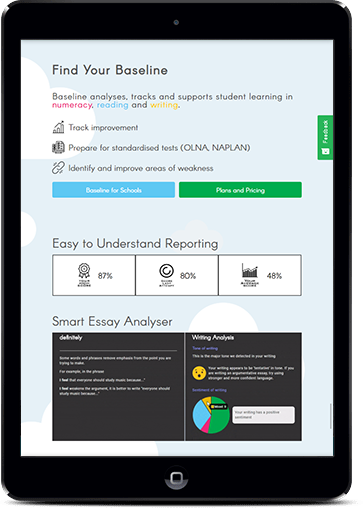 Find Your Baseline
Baseline analyses, tracks and supports student learning in
numeracy, reading and writing.
Track improvement
Prepare for standardised tests (OLNA, NAPLAN)
Identify and improve areas of weakness
Feedback
Baseline for Schools
Plans and Pricing
Easy to Understand Reporting
87%
80%
48%
Smart Essay Analyser
definitely
Some words and phrases remove emphasis from the point you are
trying to make.
For example, in the phrase
I feel that everyone should study music because..."
I feel weakens the argument, it is better to write "everyone should
study music because..."
Writing Analysis
Tone of writing
This is the major tone we detected in your writing
Your writing appears to be 'tentative' in tone. If you
are writing an argumentative essay, try using
stronger and more confident language.
Sentiment of writing
Your writing has a positive
sentiment.